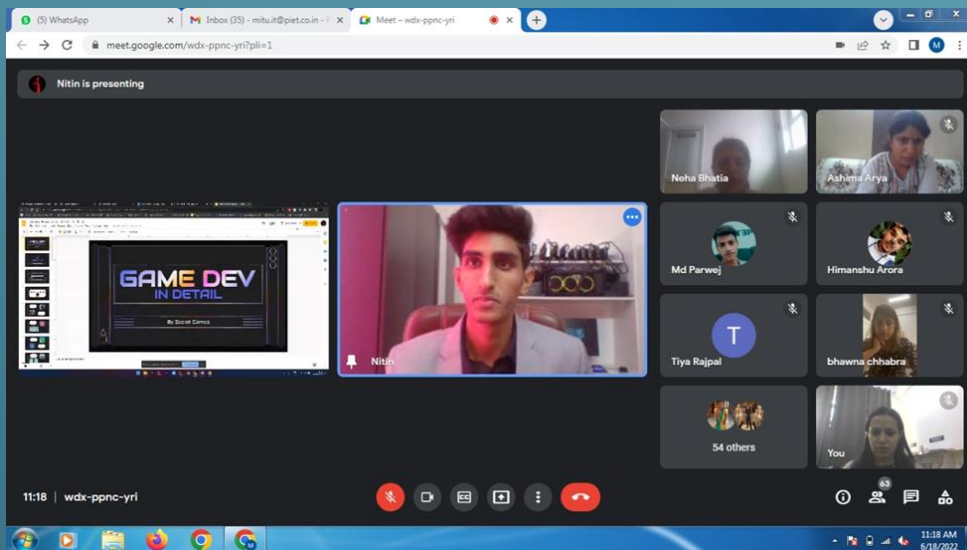 (5) WhatsApp
Inbox (35) - mitu.it@piet.co.in -
Meet – wdx-ppnc-yri
meet.google.com/wdx-ppnc-yri?pli=1
M
Nitin is presenting
GAME DEV
IN DETAIL
Nitin
Neha Bhatia
Ashima Arya
Md Parwej
Himanshu Arora
T
Tiya Rajpal
bhawna chhabra
54 others
You
11:18 | wdx-ppnc-yri
CC
63
11:18 AM
6/18/2022